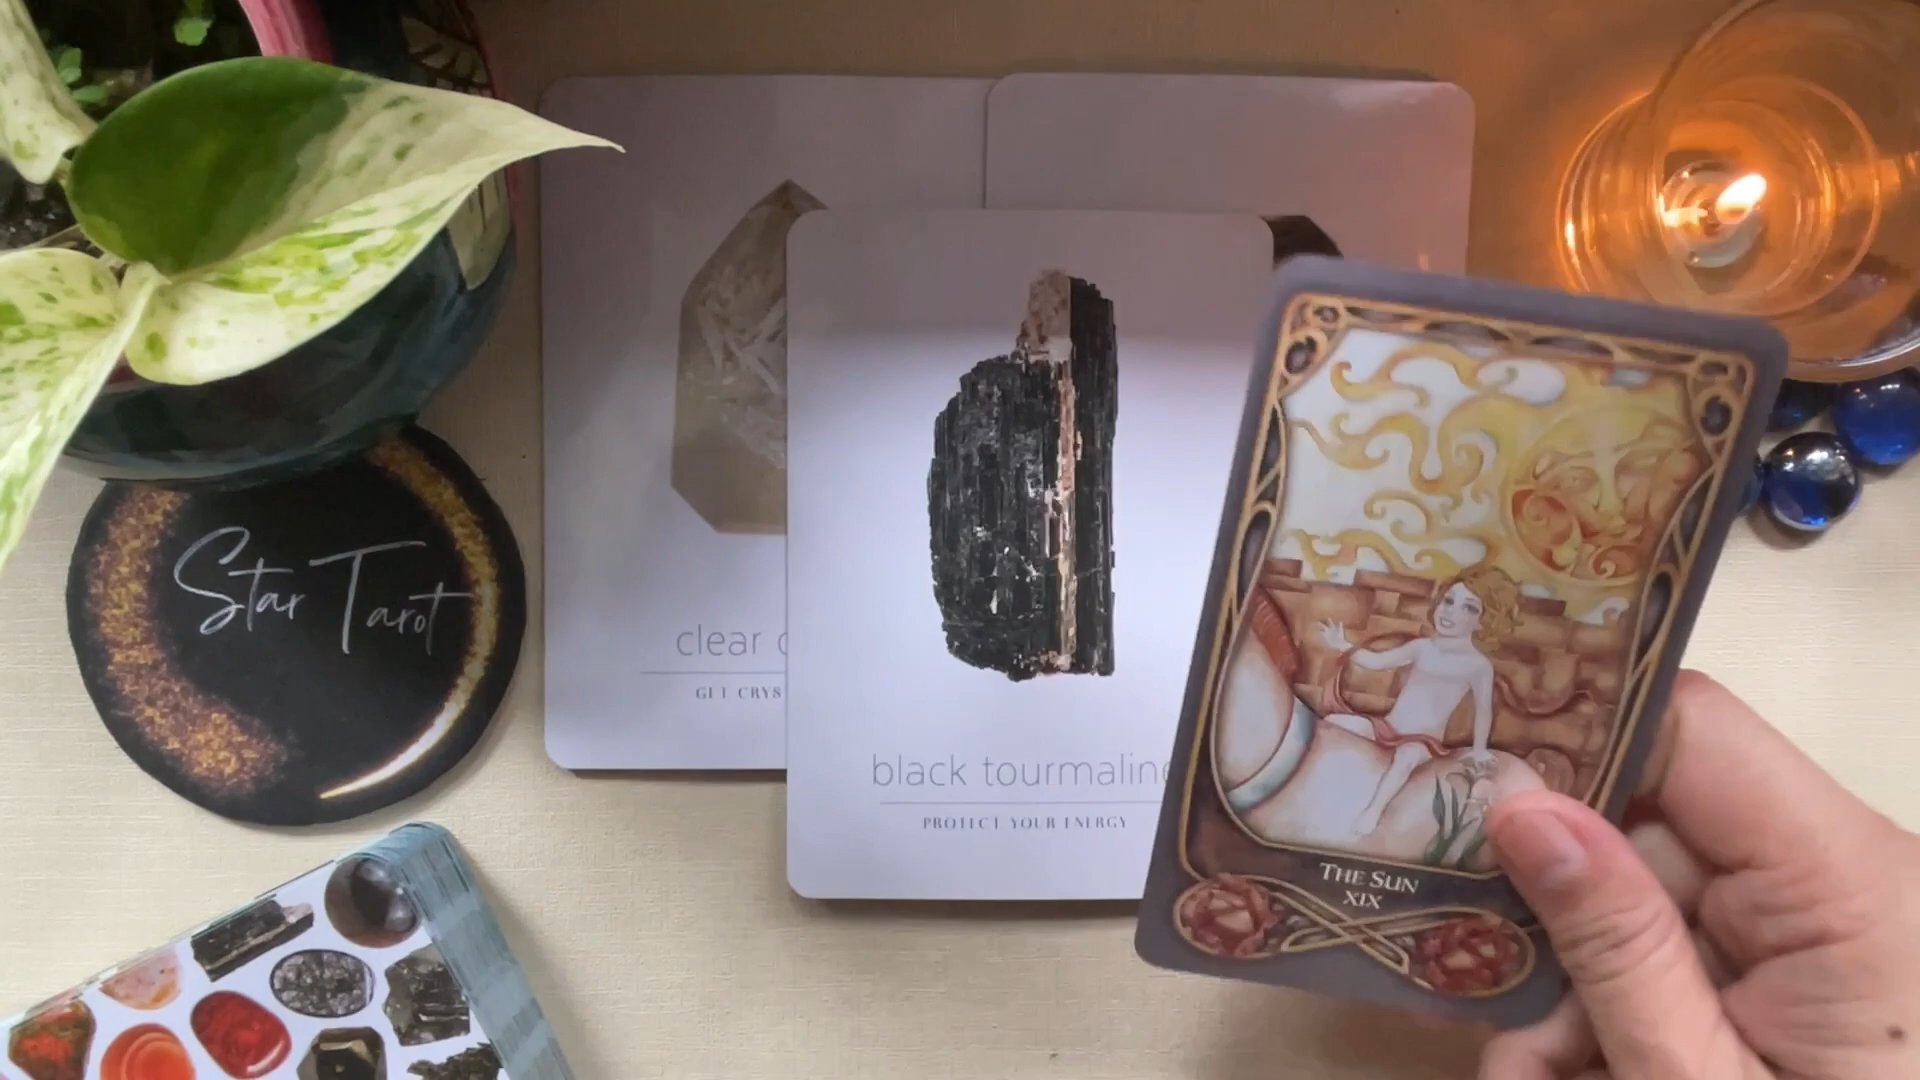 Star Tarot
clear
GET CRYS
black tourmalin
PROTECT YOUR ENERGY
THE SUN
XIX